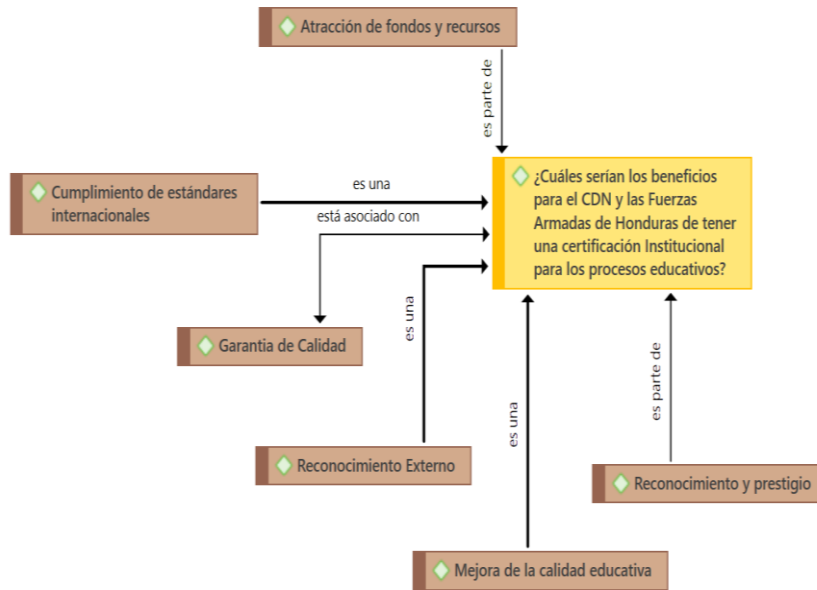 Atracción de fondos y recursos
es parte de
¿Cuáles serían los beneficios
para el CDN y las Fuerzas
Armadas de Honduras de tener
una certificación Institucional
para los procesos educativos?
Cumplimiento de estándares
internacionales
es una
está asociado con
Garantia de Calidad
es una
Reconocimiento Externo
es una
es parte de
Reconocimiento y prestigio
Mejora de la calidad educativa